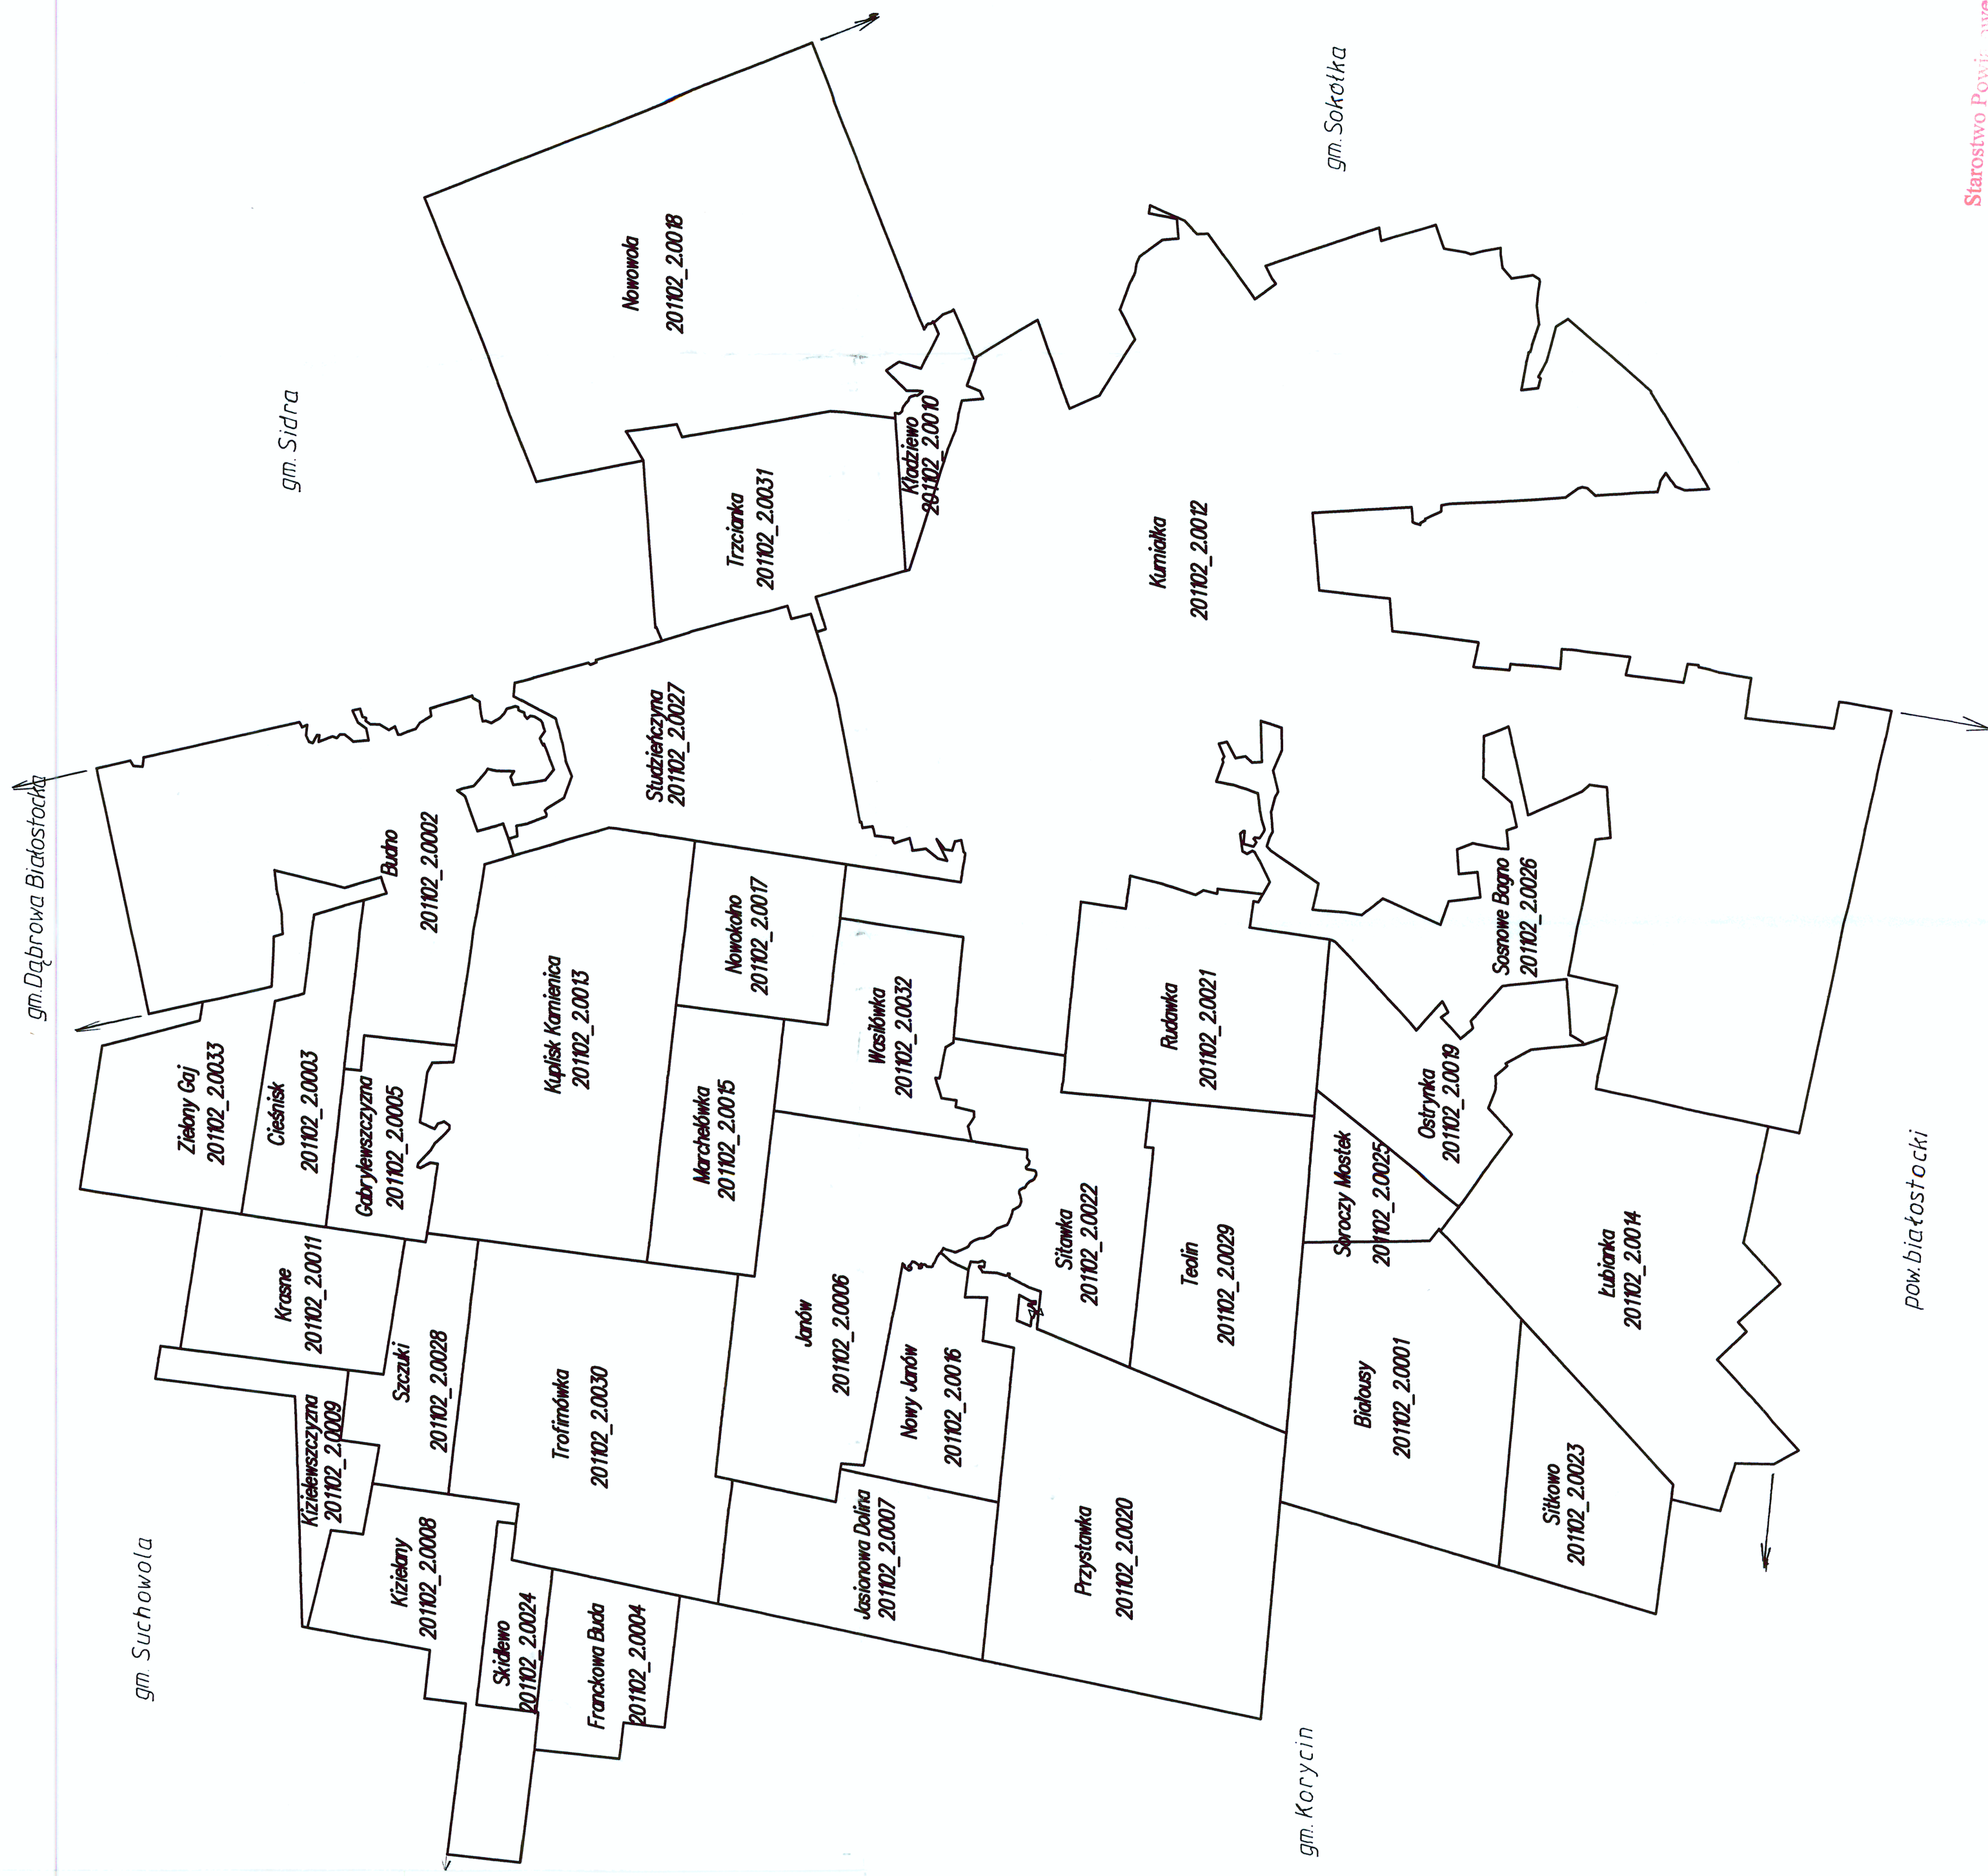 gm. Dąbrowa Białostocka
gm. Suchowola
gm. Sidra
gm. Sokółka
gm. Korycin
pow. białostocki
Zielony Gaj
201102_2.0033
Cieśnisk
201102_2.0003
Gabrylewszczyzna
201102_2.0005
Budno
201102_2.0002
Krasne
201102_2.0011
Szczuki
201102_2.0028
Kizielewszczyzna
201102_2.0009
Kizielany
201102_2.0008
Skidlewo
201102_2.0024
Franckowa Buda
201102_2.0004
Trofimówka
201102_2.0030
Kuplisk Kamienica
201102_2.0013
Studzieńczyna
201102_2.0027
Nowowola
201102_2.0018
Trzcianka
201102_2.0031
Kładziewo
201102_2.0010
Nowokolno
201102_2.0017
Marchelówka
201102_2.0015
Wasilówka
201102_2.0032
Janów
201102_2.0006
Nowy Janów
201102_2.0016
Jasionowa Dolina
201102_2.0007
Przystawka
201102_2.0020
Sitawka
201102_2.0022
Teolin
201102_2.0029
Rudawka
201102_2.0021
Kumiałka
201102_2.0012
Sosnowe Bagno
201102_2.0026
Ostrynka
201102_2.0019
Soroczy Mostek
201102_2.0025
Białousy
201102_2.0001
Łubianka
201102_2.0014
Sitkowo
201102_2.0023
Starostwo